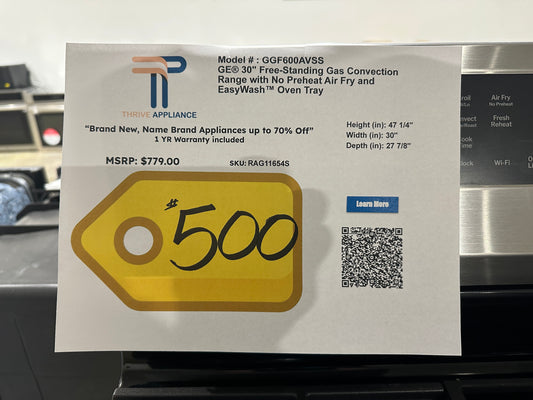 Model # : GGF600AVSS
GE® 30" Free-Standing Gas Convection
Range with No Preheat Air Fry and
EasyWash™ Oven Tray
THRIVE APPLIANCE
"Brand New, Name Brand Appliances up to 70% Off"
1 YR Warranty included
Height (in): 47 1/4"
Width (in): 30"
Depth (in): 27 7/8"
MSRP: $779.00
SKU: RAG11654S
$500
Learn More
Air Fry
No Preheat
Fresh
Reheat
Cook
Time
Wi-Fi